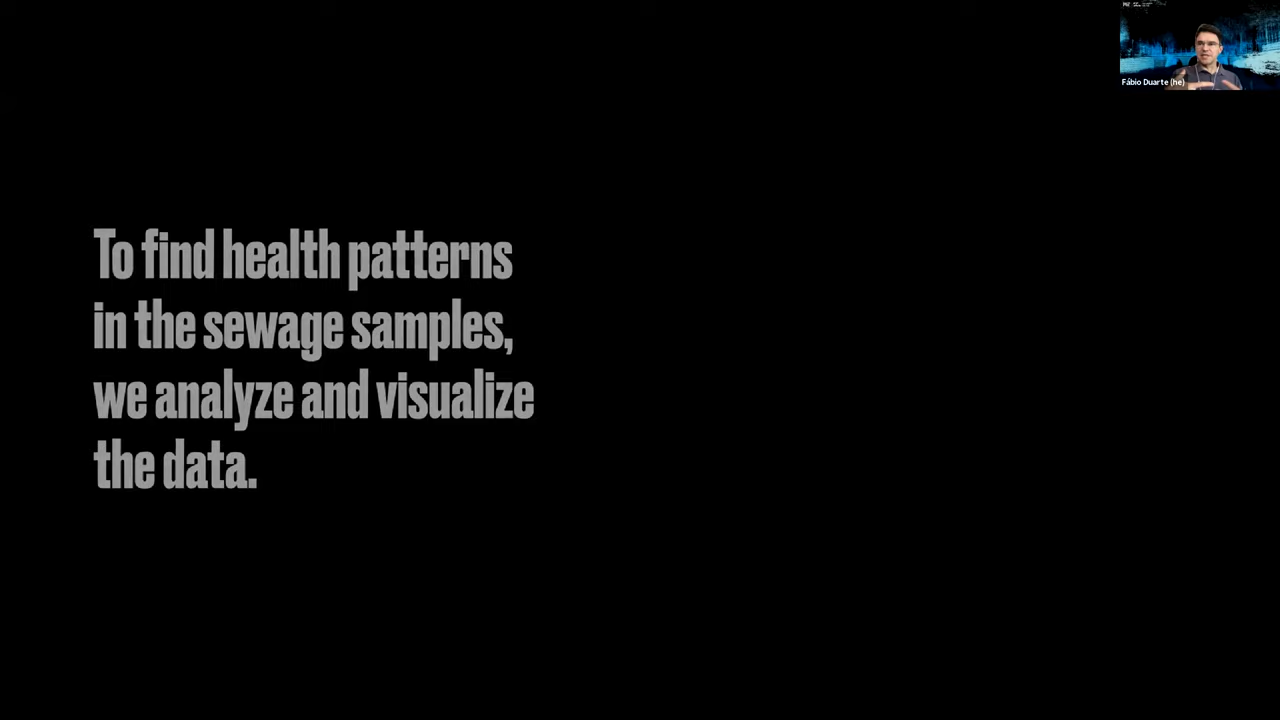 Fábio Duarte (he)
To find health patterns
in the sewage samples,
we analyze and visualize
the data.